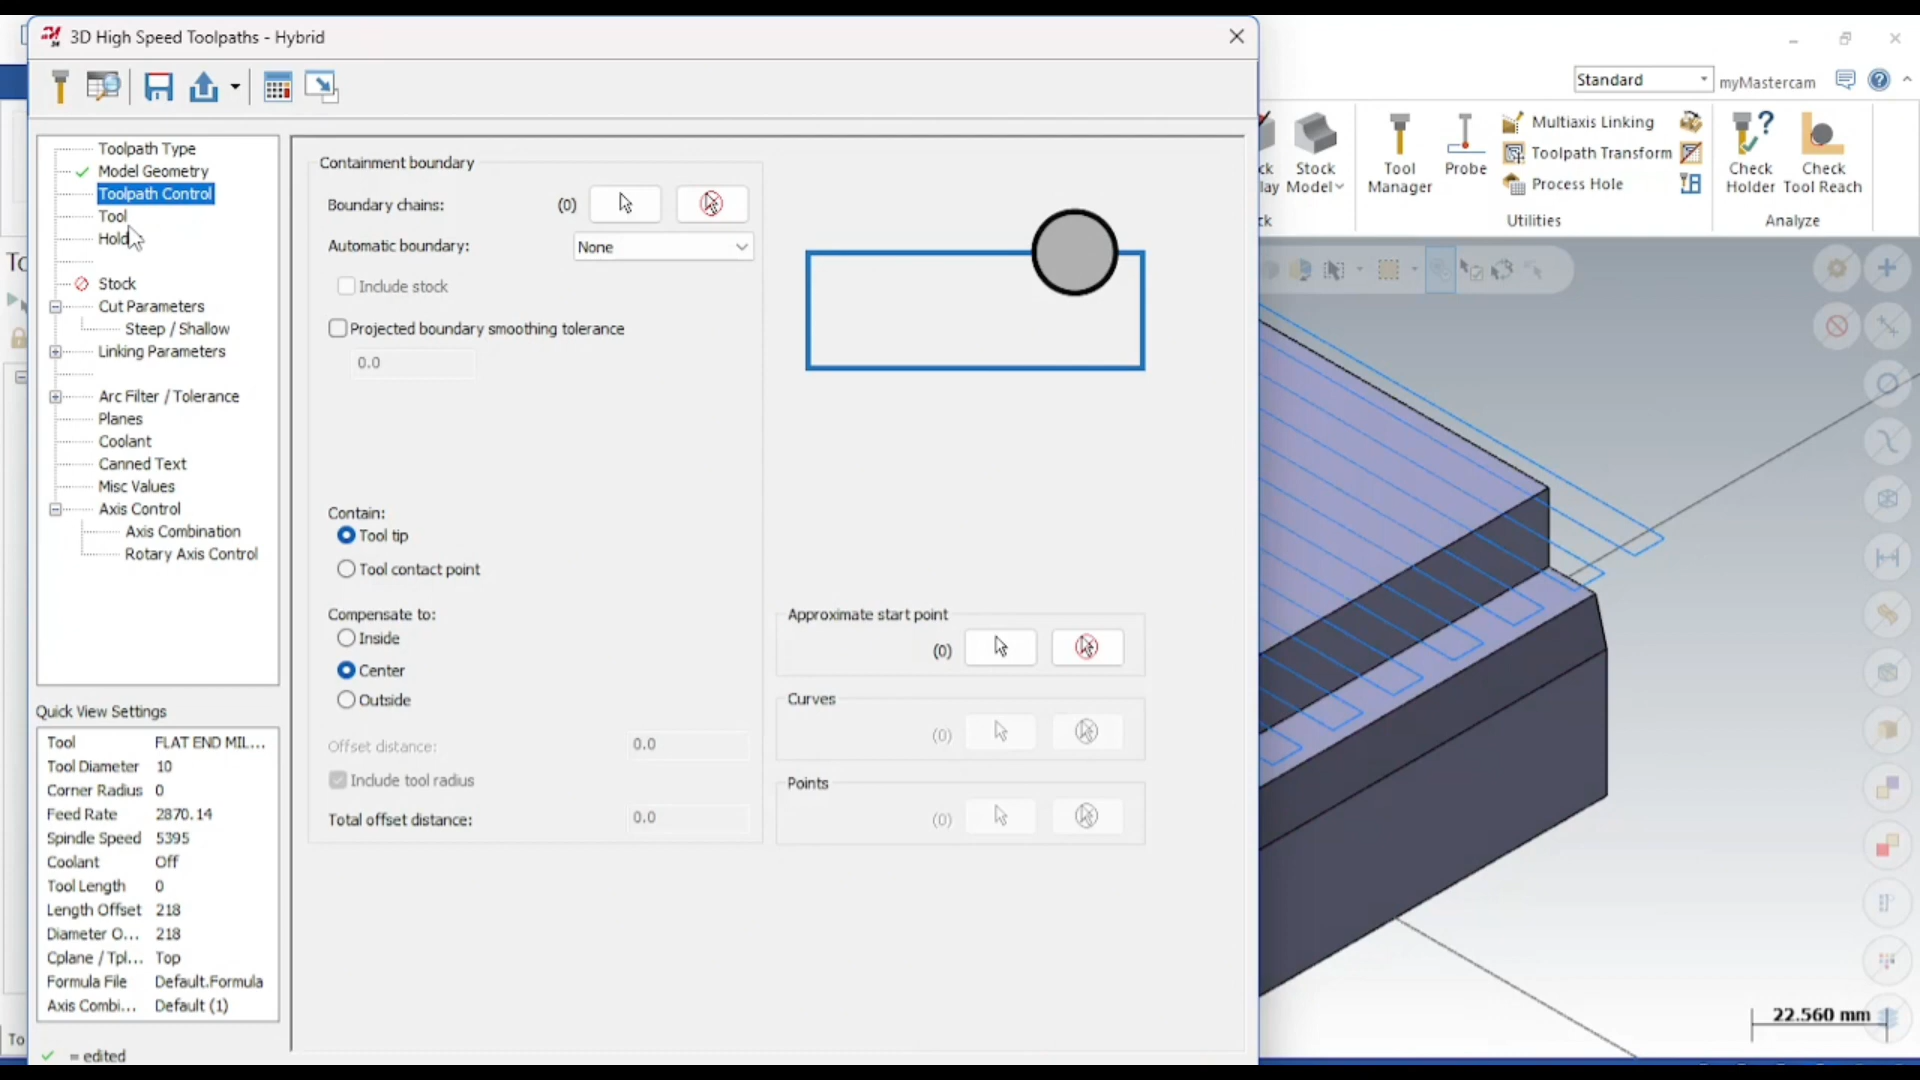 3D High Speed Toolpaths - Hybrid
Standard
myMastercam
Stock
Model
Tool
Manager
Probe
Multiaxis Linking
Toolpath Transform
Process Hole
Utilities
Check
Holder
Check
Tool Reach
Analyze
Toolpath Type
Model Geometry
Toolpath Control
Tool
Hold
Stock
Cut Parameters
Steep / Shallow
Linking Parameters
Arc Filter / Tolerance
Planes
Coolant
Canned Text
Misc Values
Axis Control
Axis Combination
Rotary Axis Control
Quick View Settings
Tool FLAT END MIL...
Tool Diameter 10
Corner Radius 0
Feed Rate 2870.14
Spindle Speed 5395
Coolant Off
Tool Length 0
Length Offset 218
Diameter O... 218
Cplane / Tpl... Top
Formula File Default.Formula
Axis Combi... Default (1)
= edited
Containment boundary
Boundary chains: (0)
Automatic boundary: None
Include stock
Projected boundary smoothing tolerance
0.0
Contain:
Tool tip
Tool contact point
Compensate to:
Inside
Center
Outside
Offset distance: 0.0
Include tool radius
Total offset distance: 0.0
Approximate start point
(0)
Curves
(0)
Points
(0)
22.560 mm